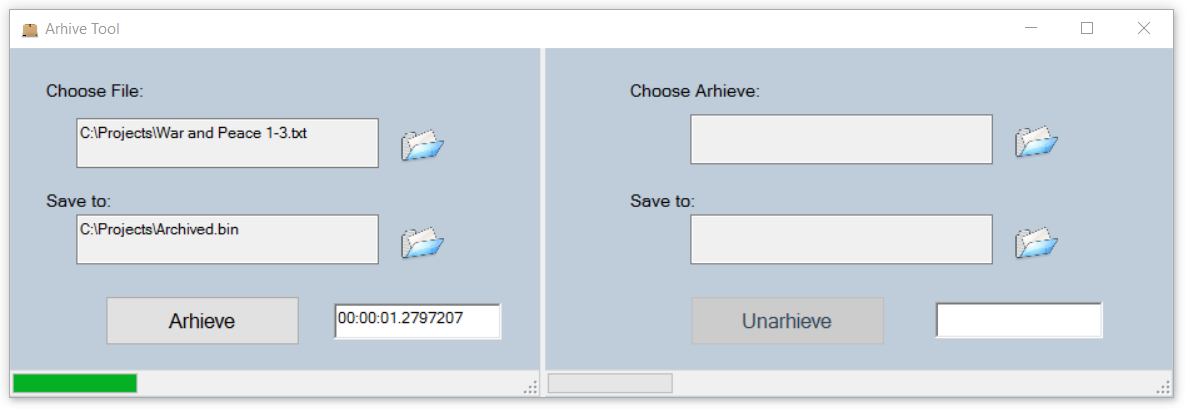 Arhive Tool
Choose File:
C:\Projects\War and Peace 1-3.txt
Save to:
C:\Projects\Archived.bin
Arhieve
00:00:01.2797207
Choose Arhieve:
Save to:
Unarhieve